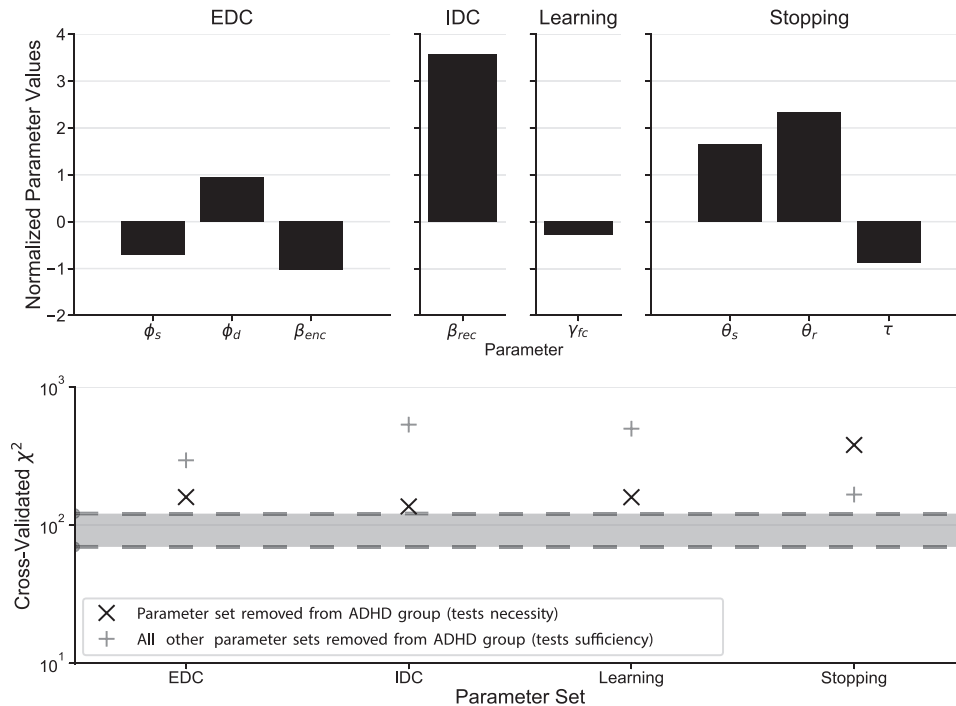 EDC IDC Learning Stopping
Normalized Parameter Values
4
3
2
1
0
−1
−2
ϕs ϕd βenc βrec γfc θs θr τ
Parameter
Cross-Validated χ²
10³
10²
10¹
× Parameter set removed from ADHD group (tests necessity)
+ All other parameter sets removed from ADHD group (tests sufficiency)
EDC IDC Learning Stopping
Parameter Set